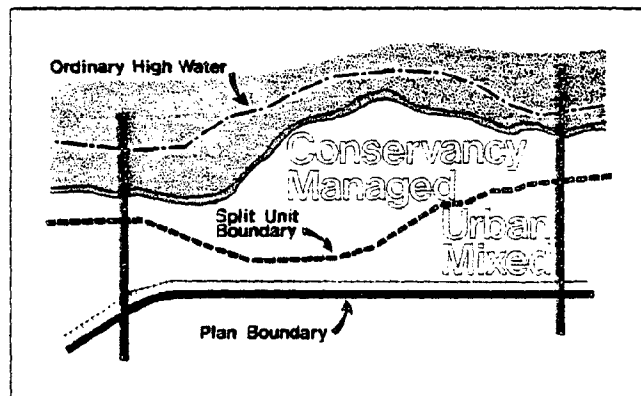 Ordinary High Water
Conservancy
Managed
Split Unit
Boundary
Urban
Mixed
Plan Boundary